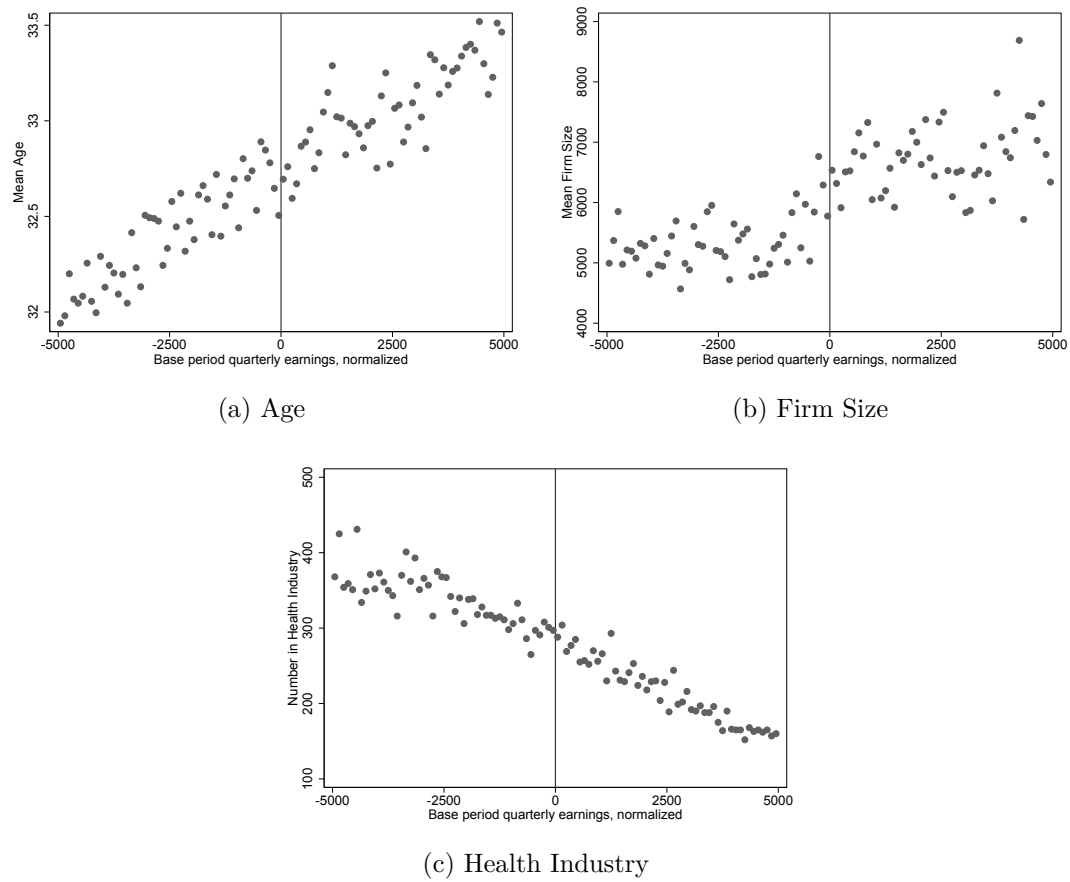 33.5
33
32.5
32
Mean Age
-5000 -2500 0 2500 5000
Base period quarterly earnings, normalized
(a) Age
9000
8000
7000
6000
5000
4000
Mean Firm Size
-5000 -2500 0 2500 5000
Base period quarterly earnings, normalized
(b) Firm Size
500
400
300
200
100
Number in Health Industry
-5000 -2500 0 2500 5000
Base period quarterly earnings, normalized
(c) Health Industry